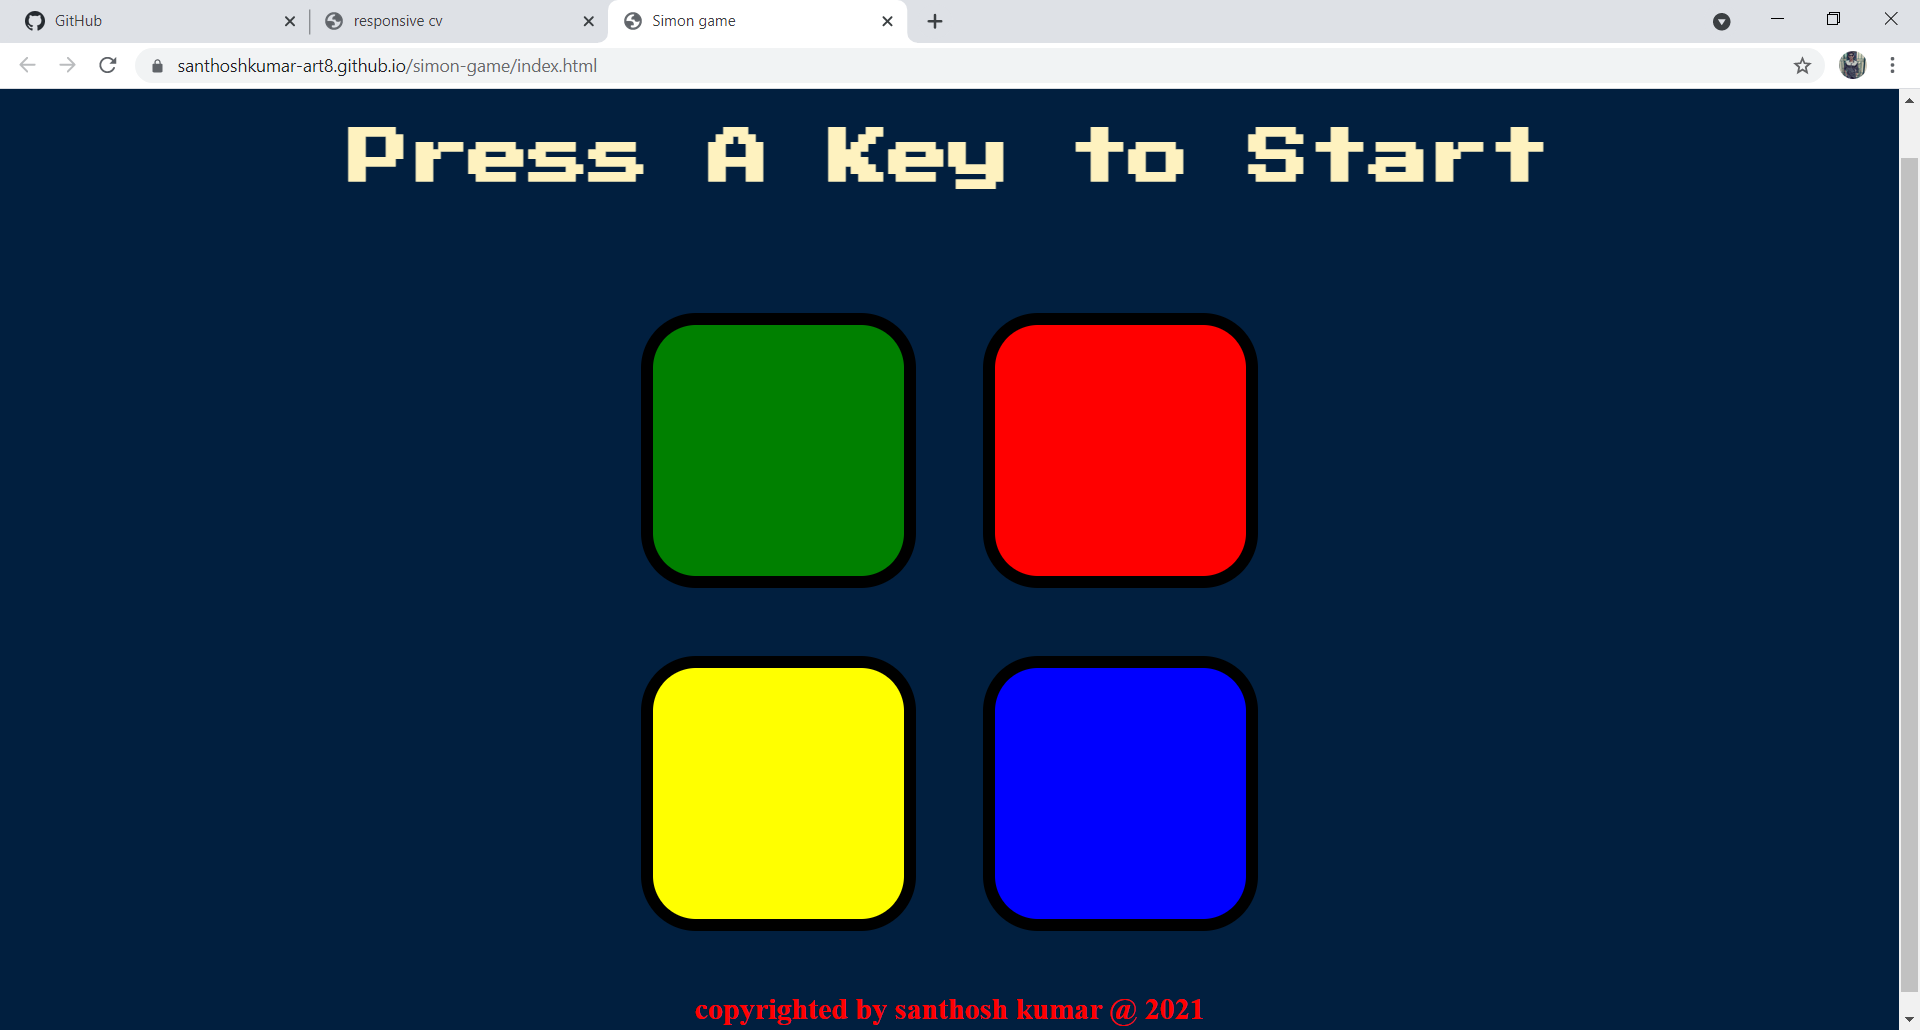 GitHub
responsive cv
Simon game
santhoshkumar-art8.github.io/simon-game/index.html
Press A Key to Start
copyrighted by santhosh kumar @ 2021